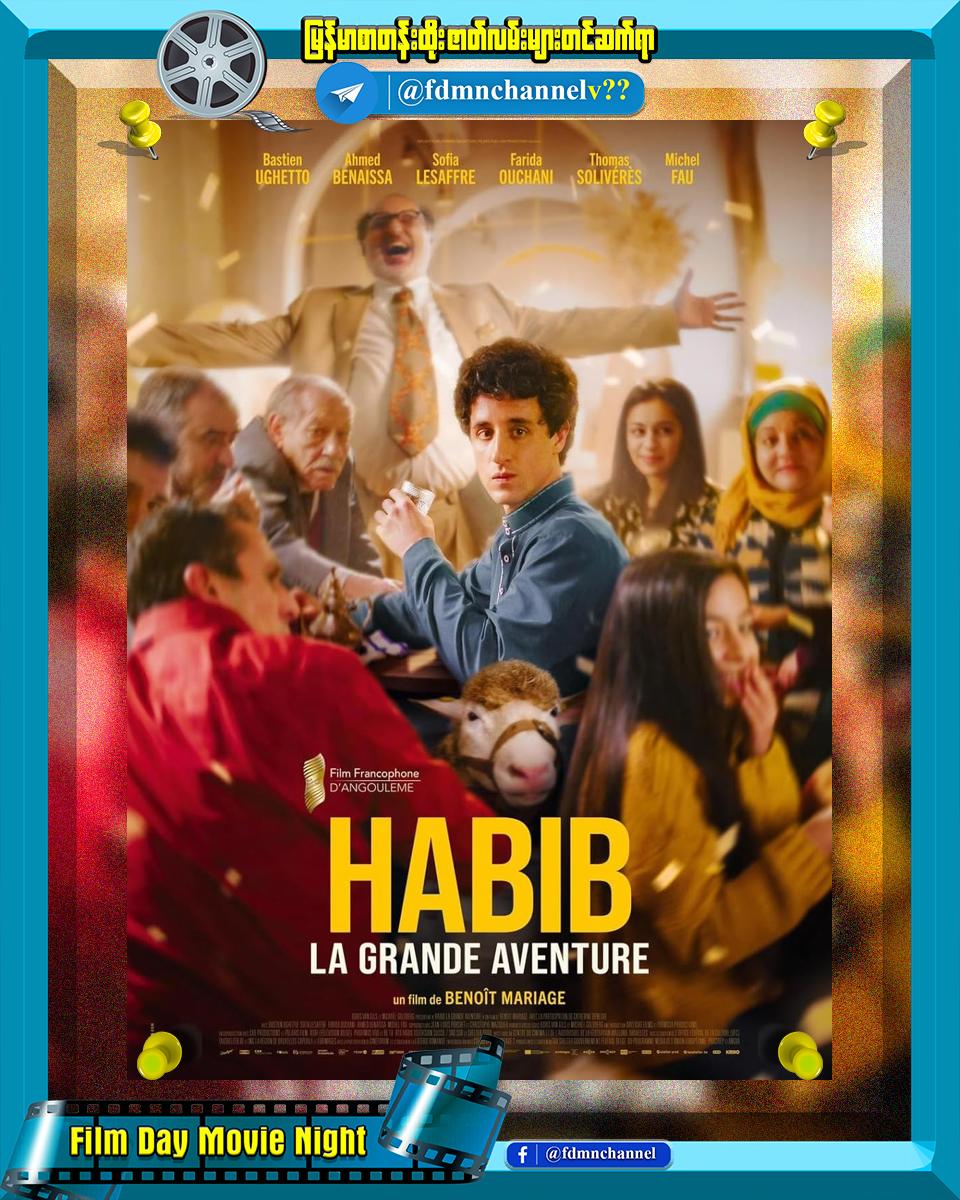 မြန်မာစာတန်းထိုးဇာတ်လမ်းများတင်ဆက်ရာ
@fdmnchannelv??
Bastien UGHETTO
Ahmed BENAISSA
Sofia LESAFFRE
Farida OUCHANI
Thomas SOLIVÉRÈS
Michel FAU
Film Francophone
D'ANGOULEME
HABIB
LA GRANDE AVENTURE
un film de BENOÎT MARIAGE
Film Day Movie Night
@fdmnchannel